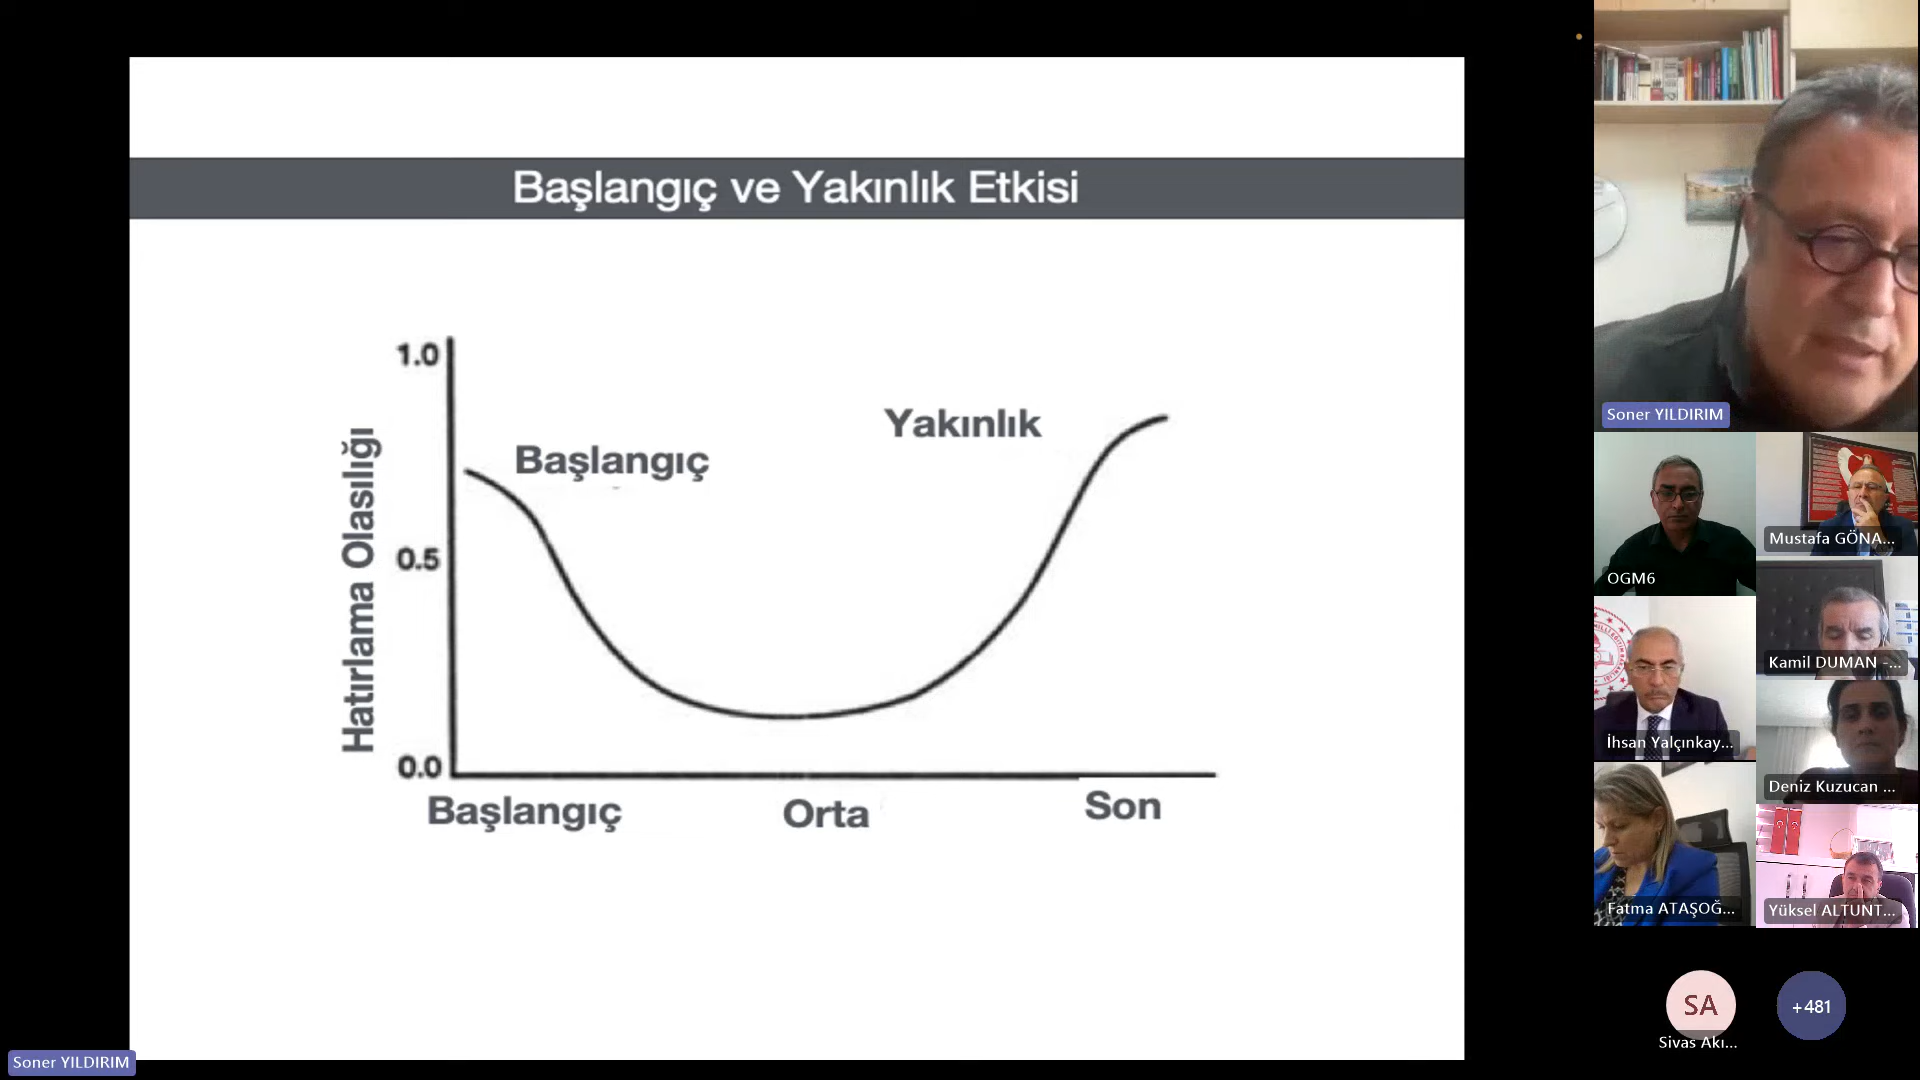 Başlangıç ve Yakınlık Etkisi
Hatırlama Olasılığı
1.0
0.5
0.0
Başlangıç
Yakınlık
Başlangıç
Orta
Son
Soner YILDIRIM
Soner YILDIRIM
OGM6
Mustafa GÖNA...
Kamil DUMAN -...
İhsan Yalçınkay...
Deniz Kuzucan ...
Fatma ATAŞOĞ...
Yüksel ALTUNT...
SA
Sivas Akı...
+481